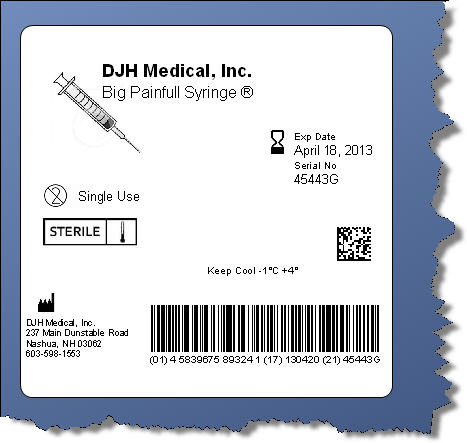 DJH Medical, Inc.
Big Painfull Syringe ®
Exp Date
April 18, 2013
Serial No
45443G
Single Use
2
STERILE
Keep Cool -1°C +4°
DJH Medical, Inc.
237 Main Dunstable Road
Nashua, NH 03062
603-598-1553
(01) 4 5839675 89324 1 (17) 130420 (21) 45443G